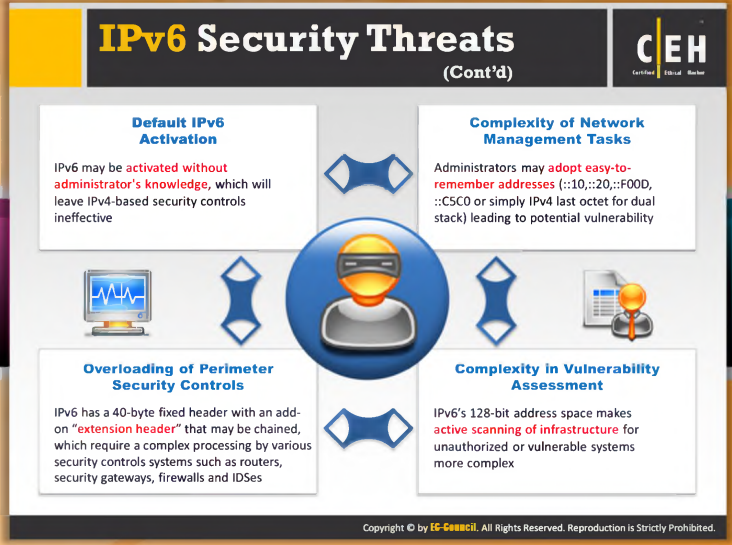 IPv6 Security Threats
(Cont'd)
C|EH
Certified Ethical Hacker
Default IPv6
Activation
IPv6 may be activated without
administrator's knowledge, which will
leave IPv4-based security controls
ineffective
Complexity of Network
Management Tasks
Administrators may adopt easy-to-
remember addresses (::10,::20,::F00D,
::C5C0 or simply IPv4 last octet for dual
stack) leading to potential vulnerability
Overloading of Perimeter
Security Controls
IPv6 has a 40-byte fixed header with an add-
on "extension header" that may be chained,
which require a complex processing by various
security controls systems such as routers,
security gateways, firewalls and IDSes
Complexity in Vulnerability
Assessment
IPv6's 128-bit address space makes
active scanning of infrastructure for
unauthorized or vulnerable systems
more complex
Copyright © by EC-Council. All Rights Reserved. Reproduction is Strictly Prohibited.